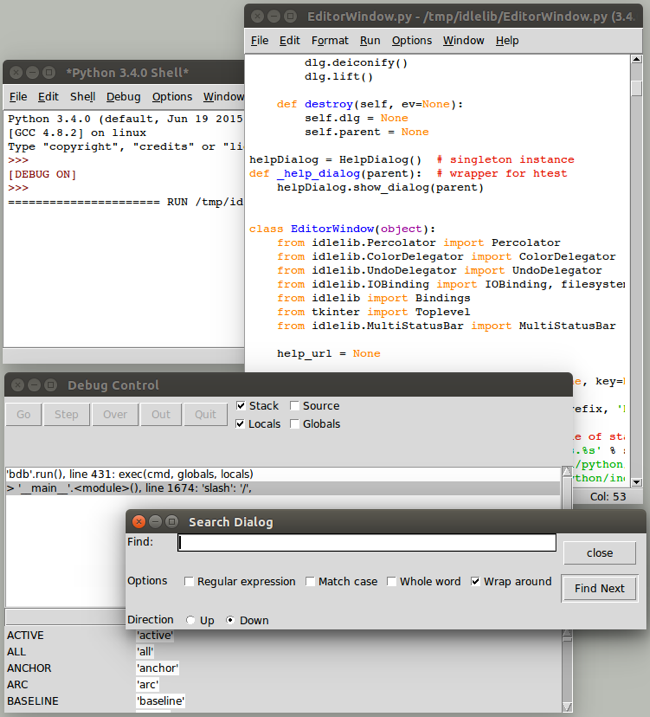 EditorWindow.py - /tmp/idlelib/EditorWindow.py (3.4.
File Edit Format Run Options Window Help
dlg.deiconify()
dlg.lift()
def destroy(self, ev=None):
self.dlg = None
self.parent = None
helpDialog = HelpDialog()  # singleton instance
def _help_dialog(parent):  # wrapper for htest
helpDialog.show_dialog(parent)
class EditorWindow(object):
from idlelib.Percolator import Percolator
from idlelib.ColorDelegator import ColorDelegator
from idlelib.UndoDelegator import UndoDelegator
from idlelib.IOBinding import IOBinding, filesystem
from idlelib import Bindings
from tkinter import Toplevel
from idlelib.MultiStatusBar import MultiStatusBar
help_url = None
e, key=
refix, '
le of sta
s.%s' % s
/python
Col: 53
*Python 3.4.0 Shell*
File Edit Shell Debug Options Window
Python 3.4.0 (default, Jun 19 2015
[GCC 4.8.2] on linux
Type "copyright", "credits" or "li
>>>
[DEBUG ON]
>>>
====================== RUN /tmp/id
Debug Control
Go Step Over Out Quit
Stack Source
Locals Globals
'bdb'.run(), line 431: exec(cmd, globals, locals)
> '__main__'.<module>(), line 1674: 'slash': '/',
Search Dialog
Find:
close
Options Regular expression Match case Whole word Wrap around
Find Next
Direction Up Down
ACTIVE 'active'
ALL 'all'
ANCHOR 'anchor'
ARC 'arc'
BASELINE 'baseline'